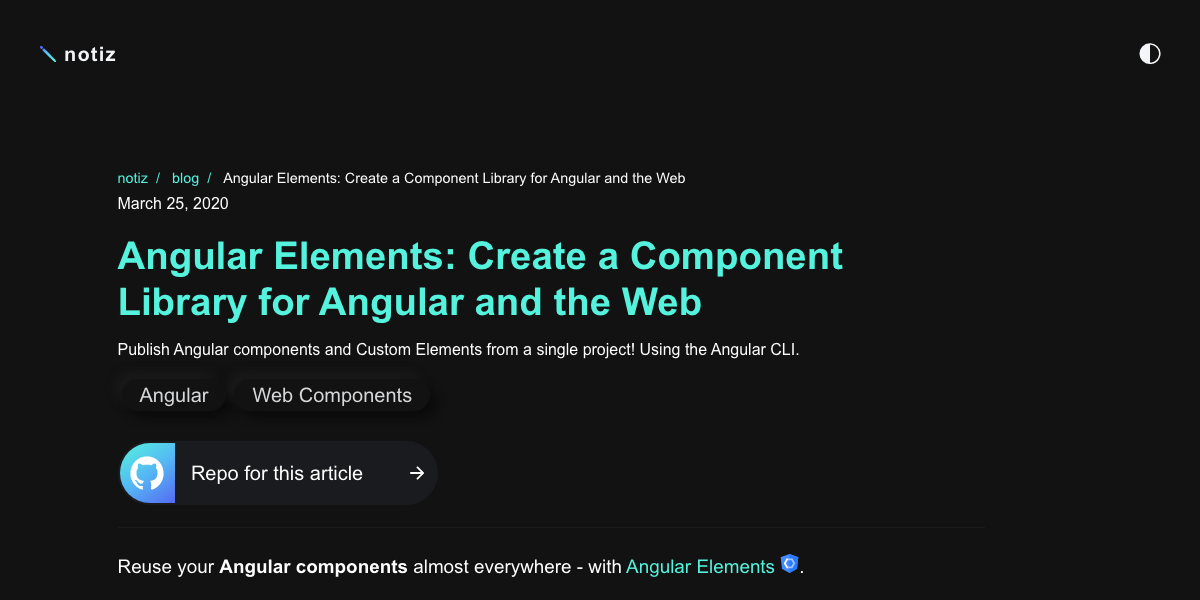 notiz
notiz / blog / Angular Elements: Create a Component Library for Angular and the Web
March 25, 2020
Angular Elements: Create a Component
Library for Angular and the Web
Publish Angular components and Custom Elements from a single project! Using the Angular CLI.
Angular Web Components
Repo for this article
Reuse your Angular components almost everywhere - with Angular Elements .